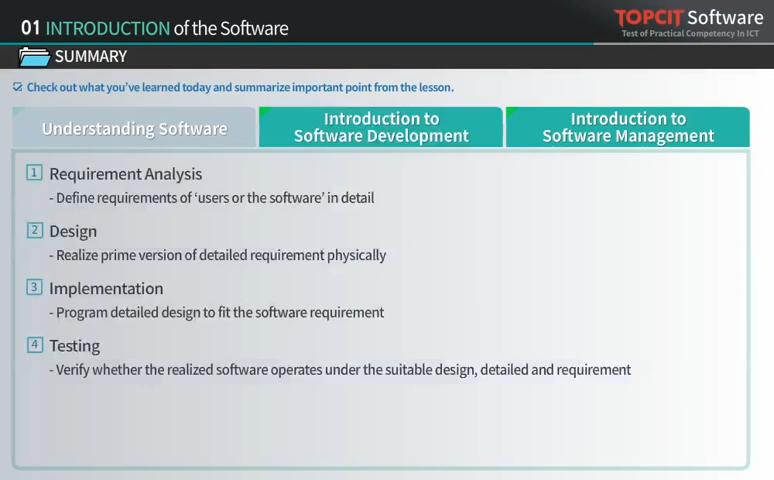 01 INTRODUCTION of the Software
TOPCIT Software
Test of Practical Competency In ICT
SUMMARY
Check out what you've learned today and summarize important point from the lesson.
Understanding Software
Introduction to
Software Development
Introduction to
Software Management
1 Requirement Analysis
- Define requirements of ‘users or the software’ in detail
2 Design
- Realize prime version of detailed requirement physically
3 Implementation
- Program detailed design to fit the software requirement
4 Testing
- Verify whether the realized software operates under the suitable design, detailed and requirement